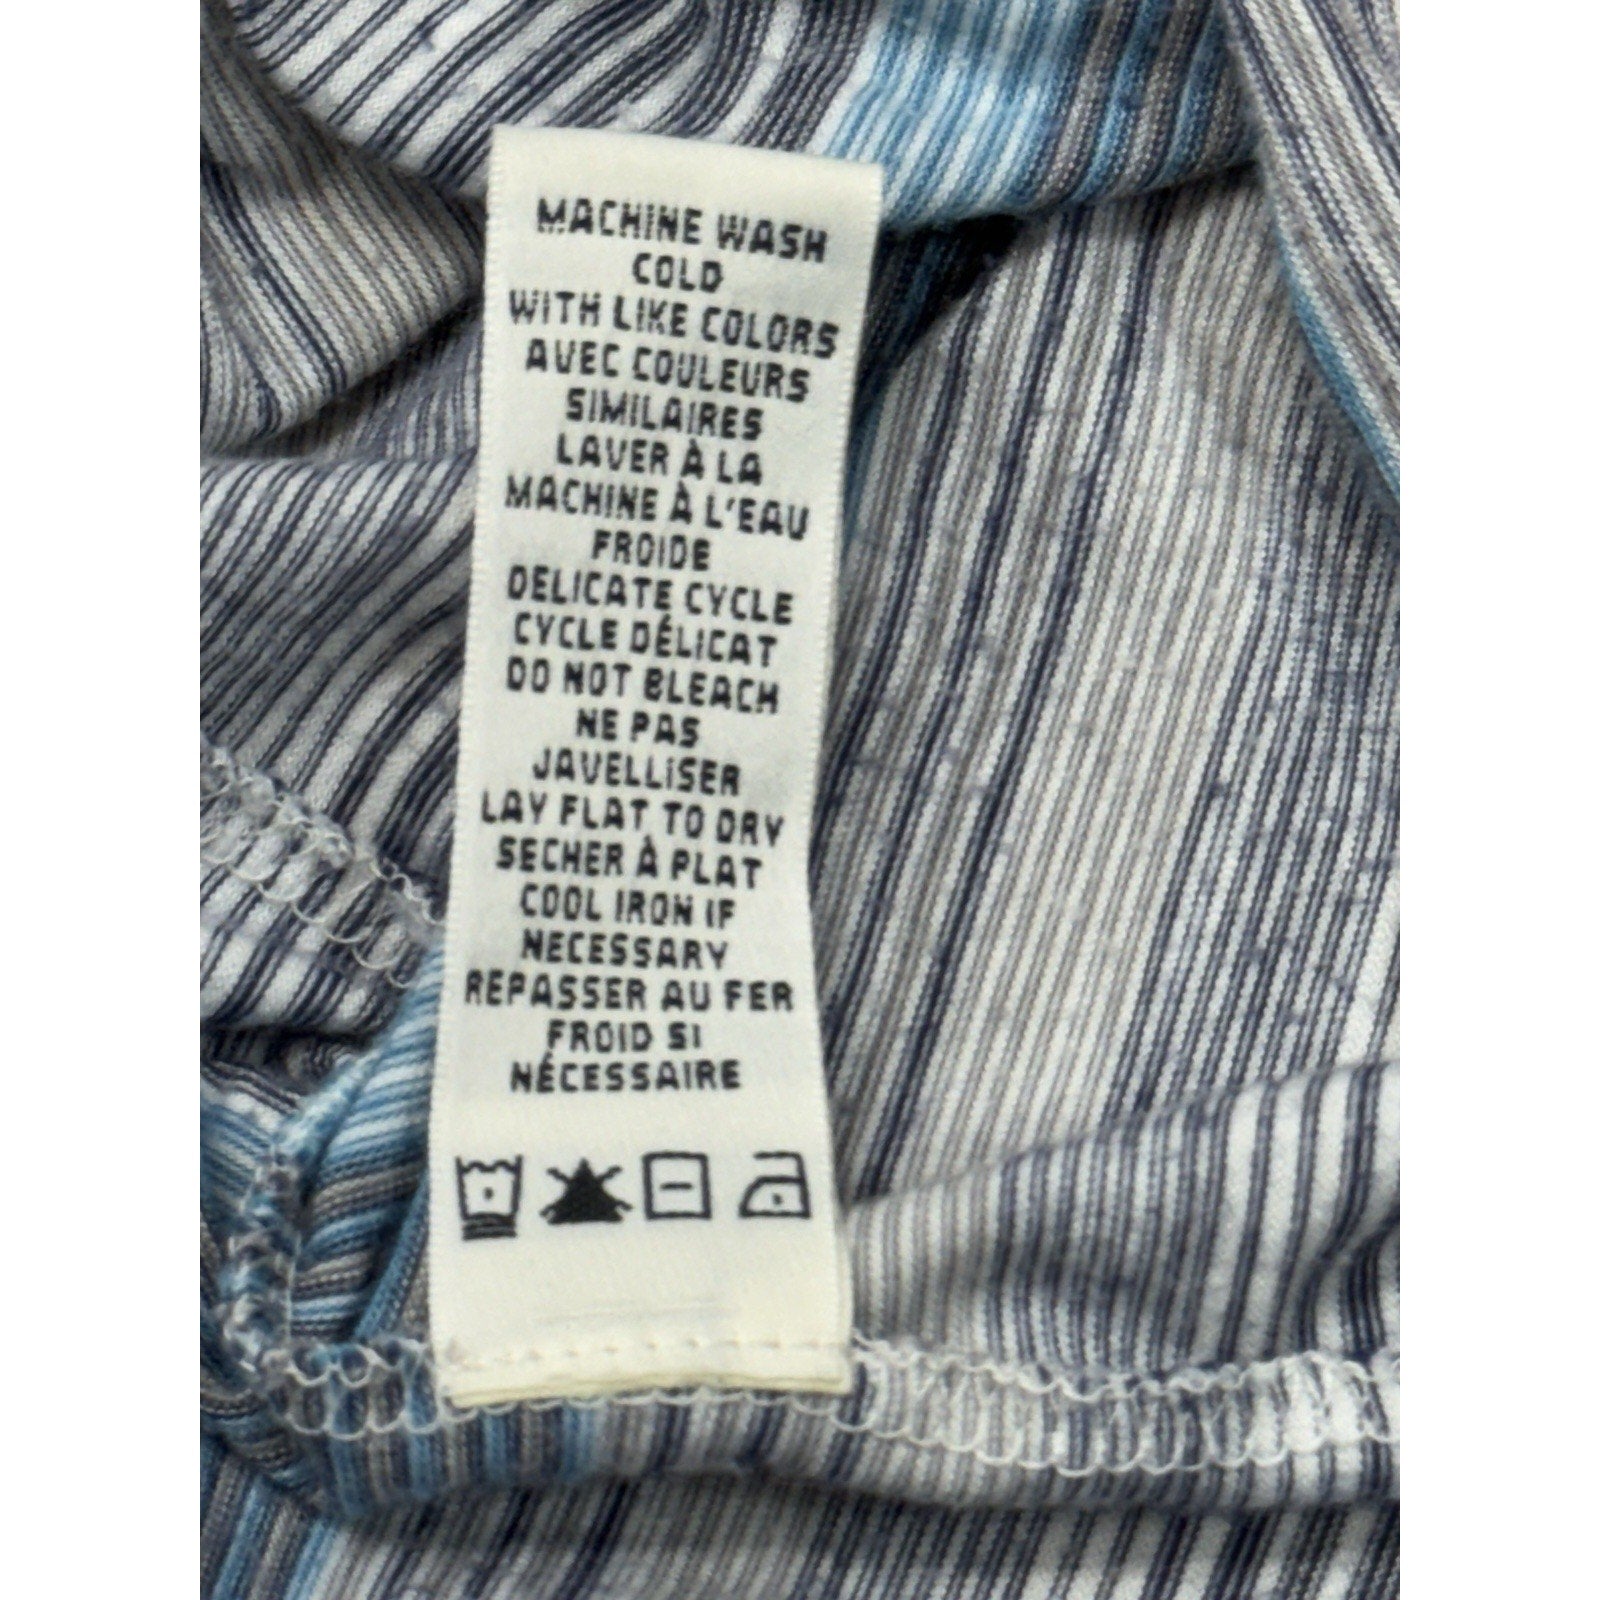 MACHINE WASH
COLD
WITH LIKE COLORS
AVEC COULEURS
SIMILAIRES
LAVER À LA
MACHINE À L'EAU
FROIDE
DELICATE CYCLE
CYCLE DÉLICAT
DO NOT BLEACH
NE PAS
JAVELLISER
LAY FLAT TO DRY
SECHER À PLAT
COOL IRON IF
NECESSARY
REPASSER AU FER
FROID SI
NÉCESSAIRE